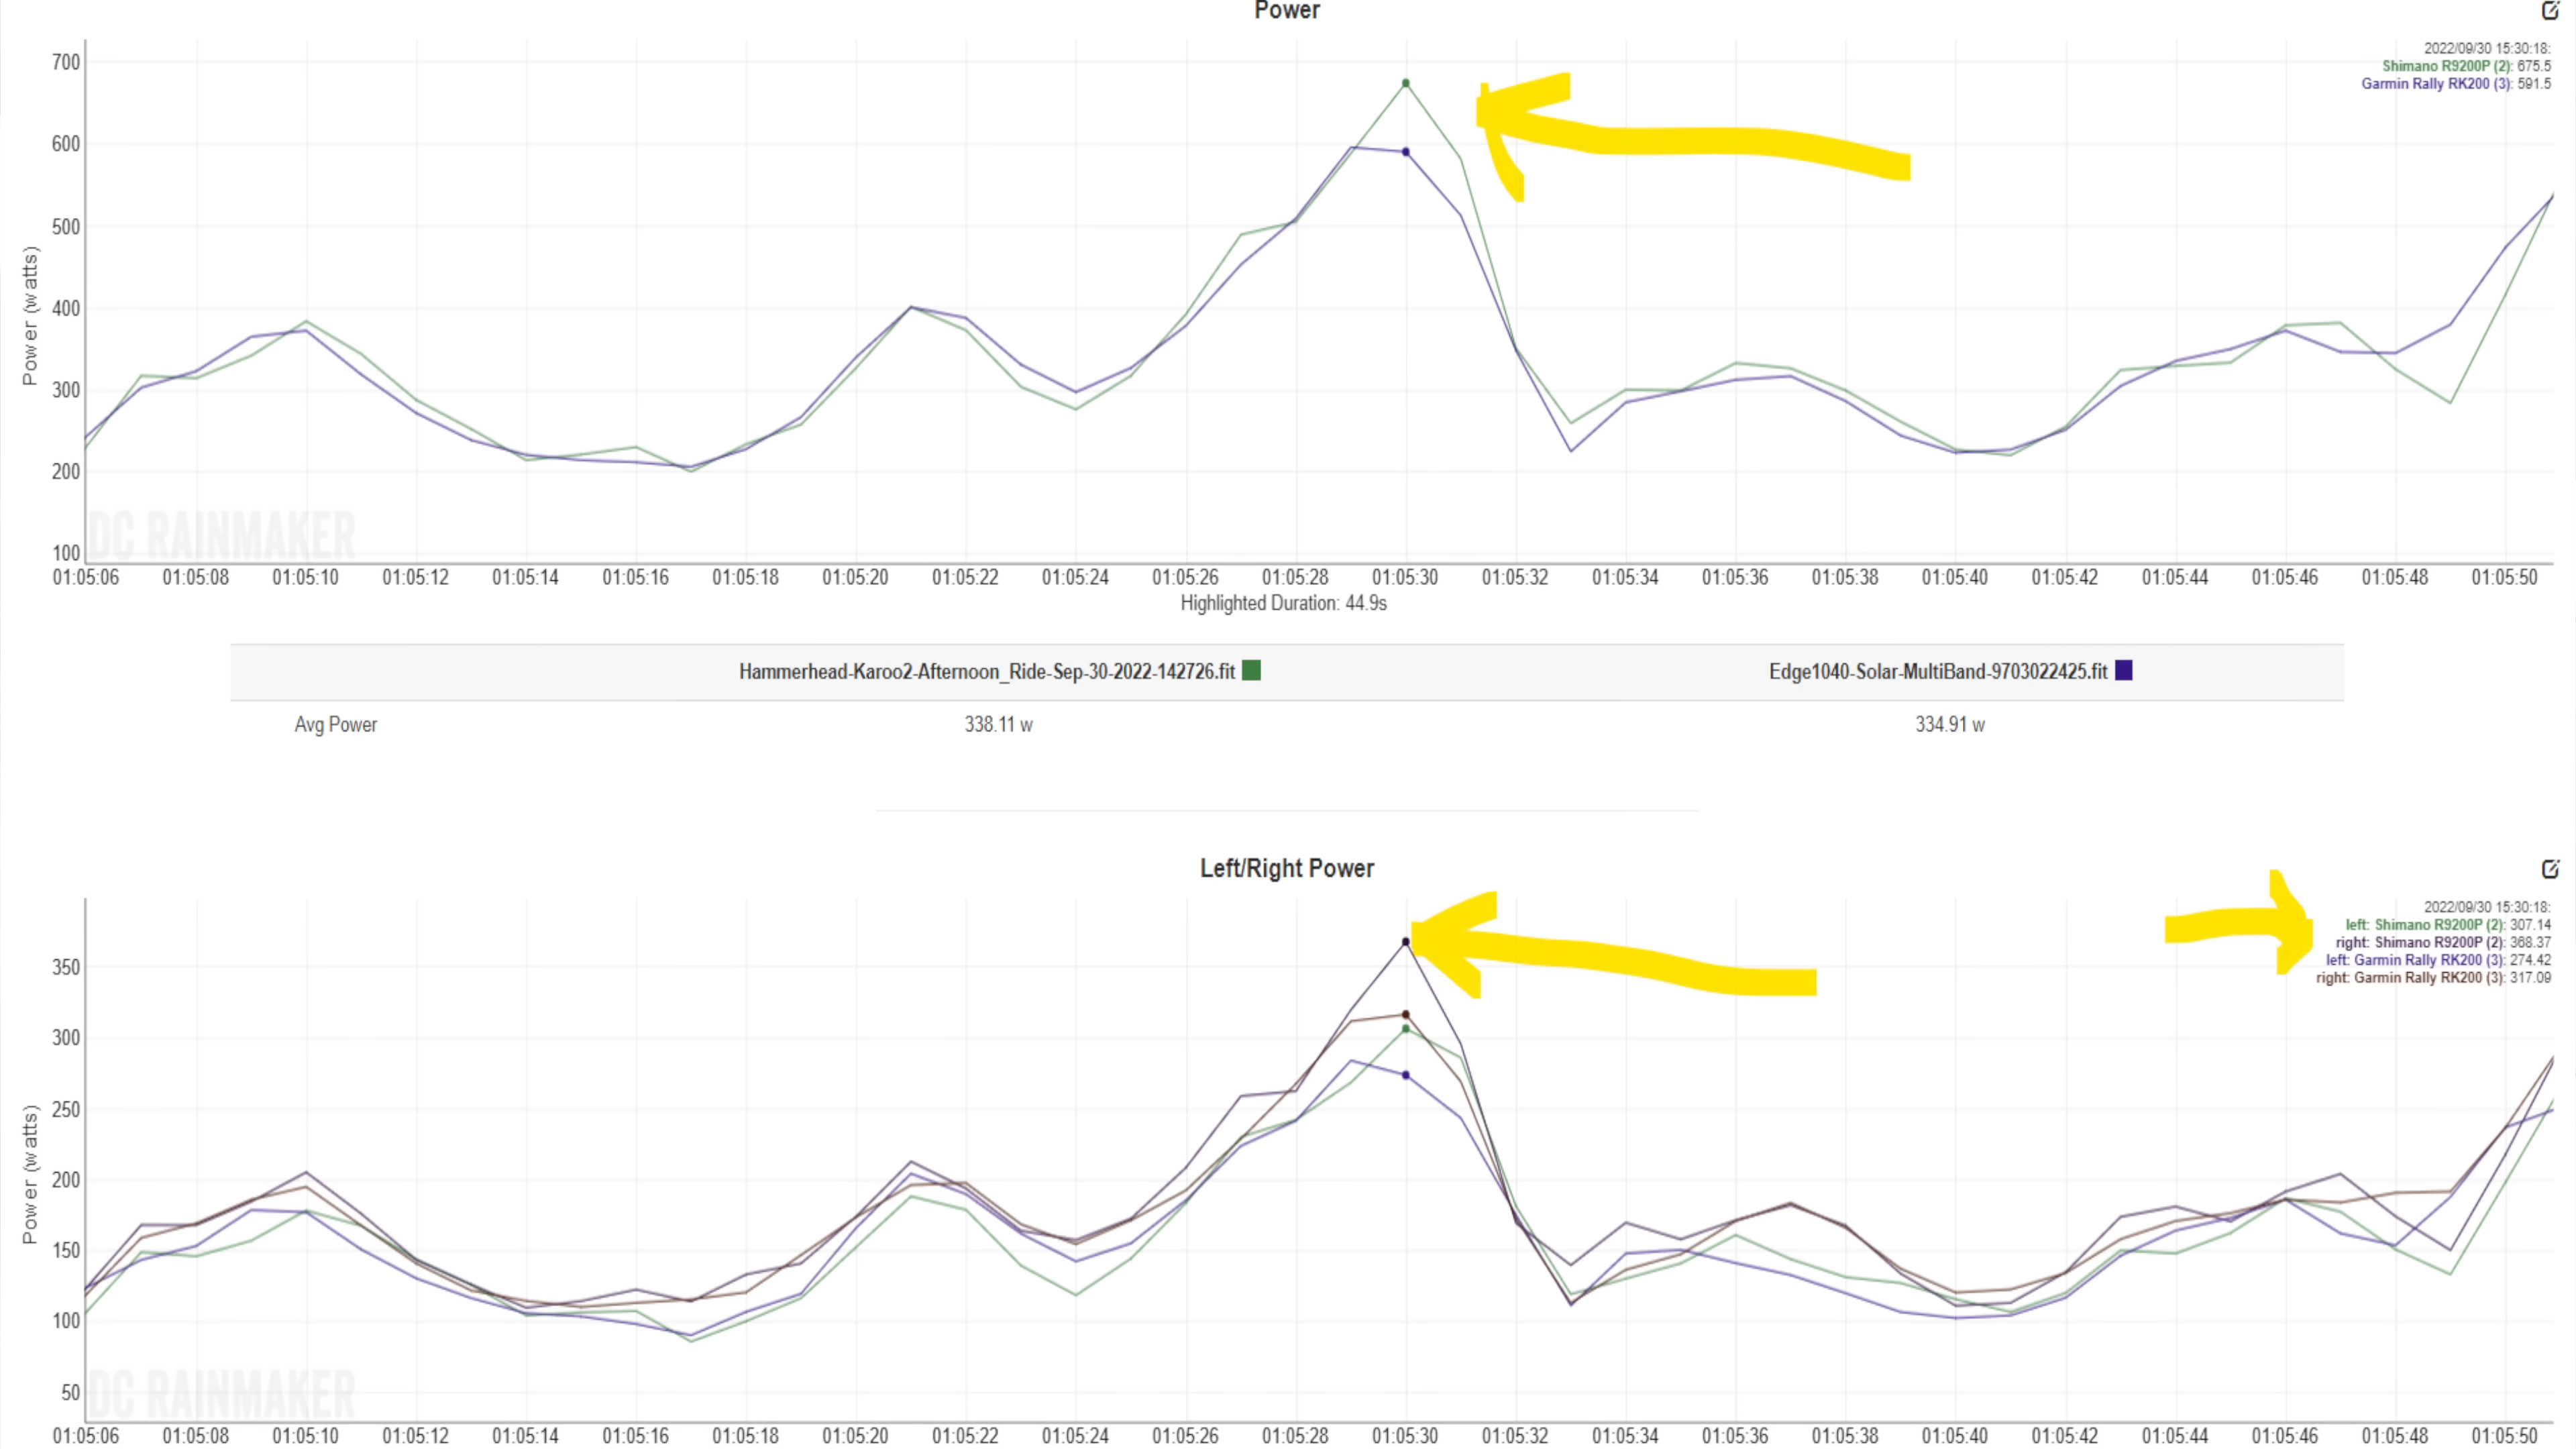 Power
2022/09/30 15:30:18:
Shimano R9200P (2): 675.5
Garmin Rally RK200 (3): 591.5
Power (watts)
700
600
500
400
300
200
100
DC RAINMAKER
01:05:06 01:05:08 01:05:10 01:05:12 01:05:14 01:05:16 01:05:18 01:05:20 01:05:22 01:05:24 01:05:26 01:05:28 01:05:30 01:05:32 01:05:34 01:05:36 01:05:38 01:05:40 01:05:42 01:05:44 01:05:46 01:05:48 01:05:50
Highlighted Duration: 44.9s
Hammerhead-Karoo2-Afternoon_Ride-Sep-30-2022-142726.fit Edge1040-Solar-MultiBand-9703022425.fit
Avg Power 338.11 w 334.91 w
Left/Right Power
2022/09/30 15:30:18:
left: Shimano R9200P (2): 307.14
right: Shimano R9200P (2): 368.37
left: Garmin Rally RK200 (3): 274.42
right: Garmin Rally RK200 (3): 317.09
Power (watts)
350
300
250
200
150
100
50
DC RAINMAKER
01:05:06 01:05:08 01:05:10 01:05:12 01:05:14 01:05:16 01:05:18 01:05:20 01:05:22 01:05:24 01:05:26 01:05:28 01:05:30 01:05:32 01:05:34 01:05:36 01:05:38 01:05:40 01:05:42 01:05:44 01:05:46 01:05:48 01:05:50